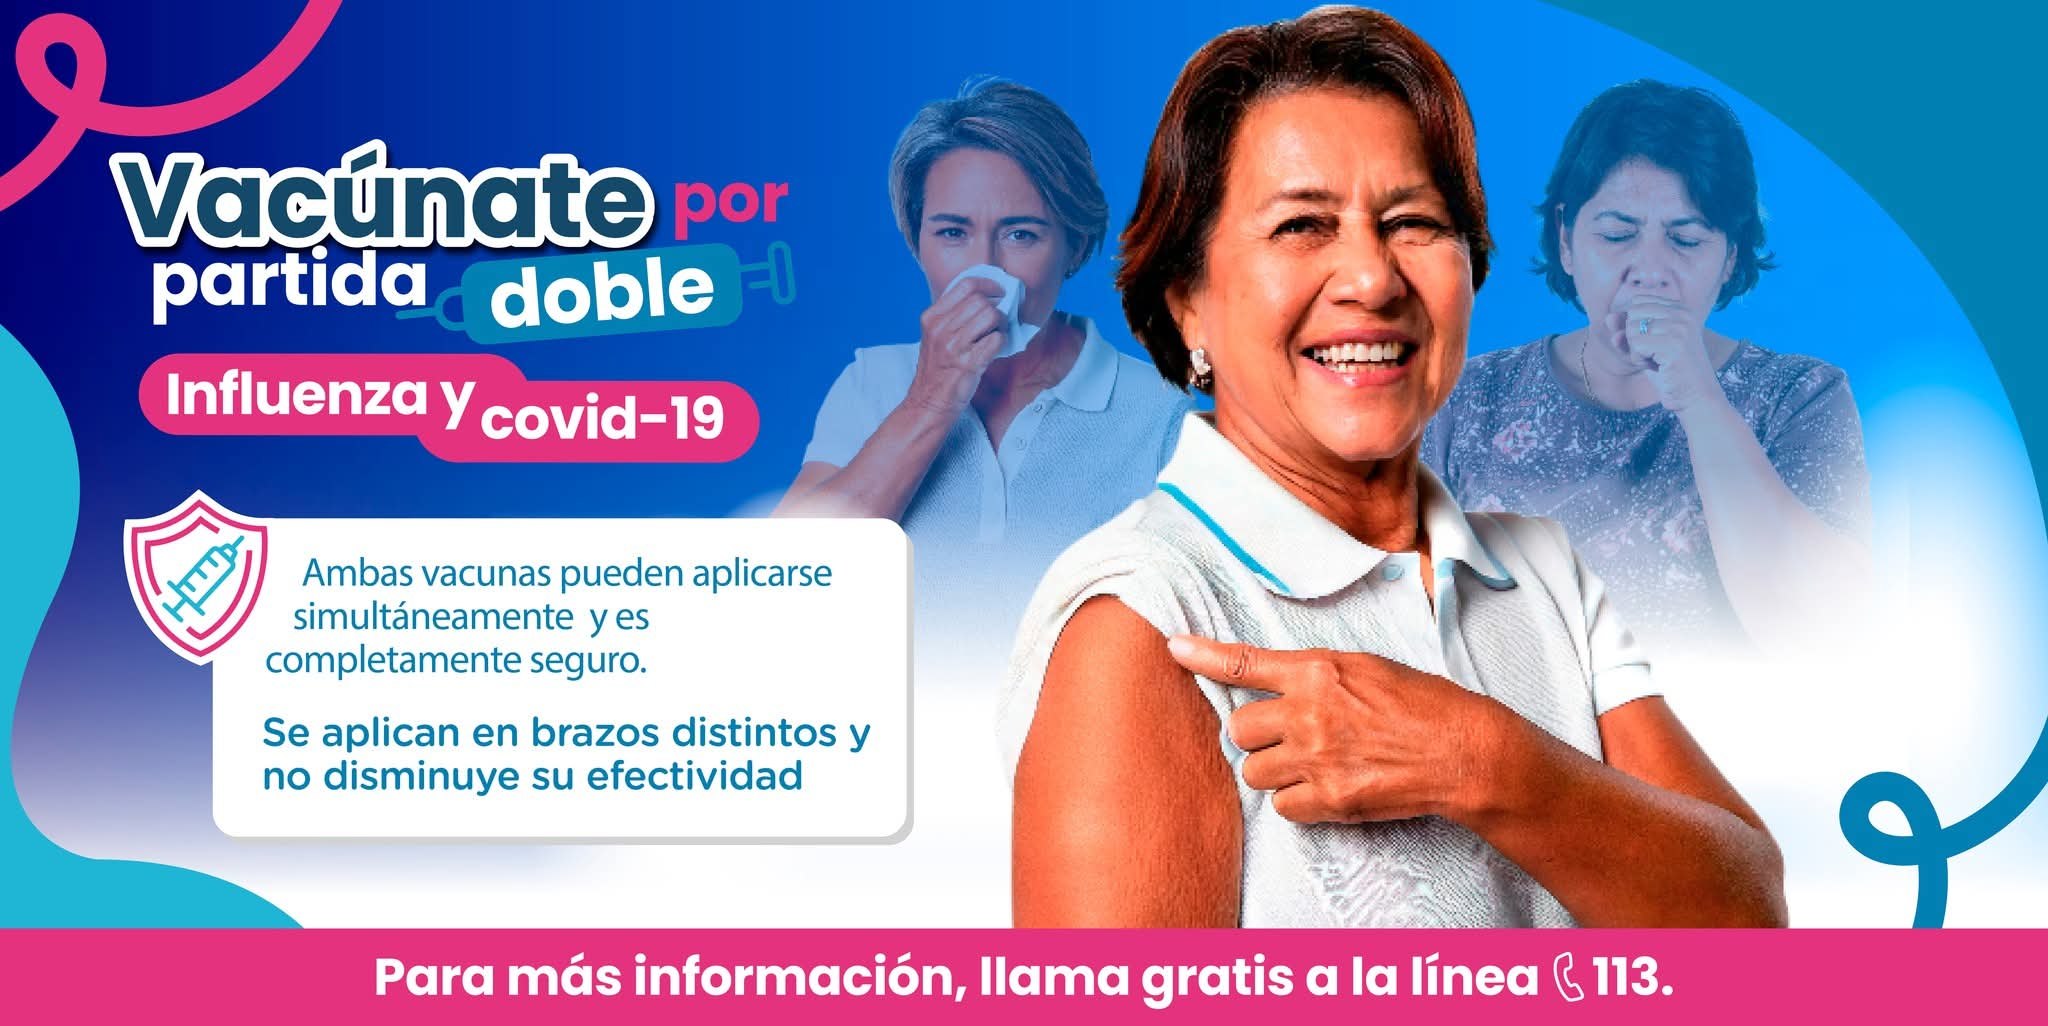 Vacúnate por
partida doble
Influenza y covid-19
Ambas vacunas pueden aplicarse
simultáneamente y es
completamente seguro.
Se aplican en brazos distintos y
no disminuye su efectividad
Para más información, llama gratis a la línea 113.